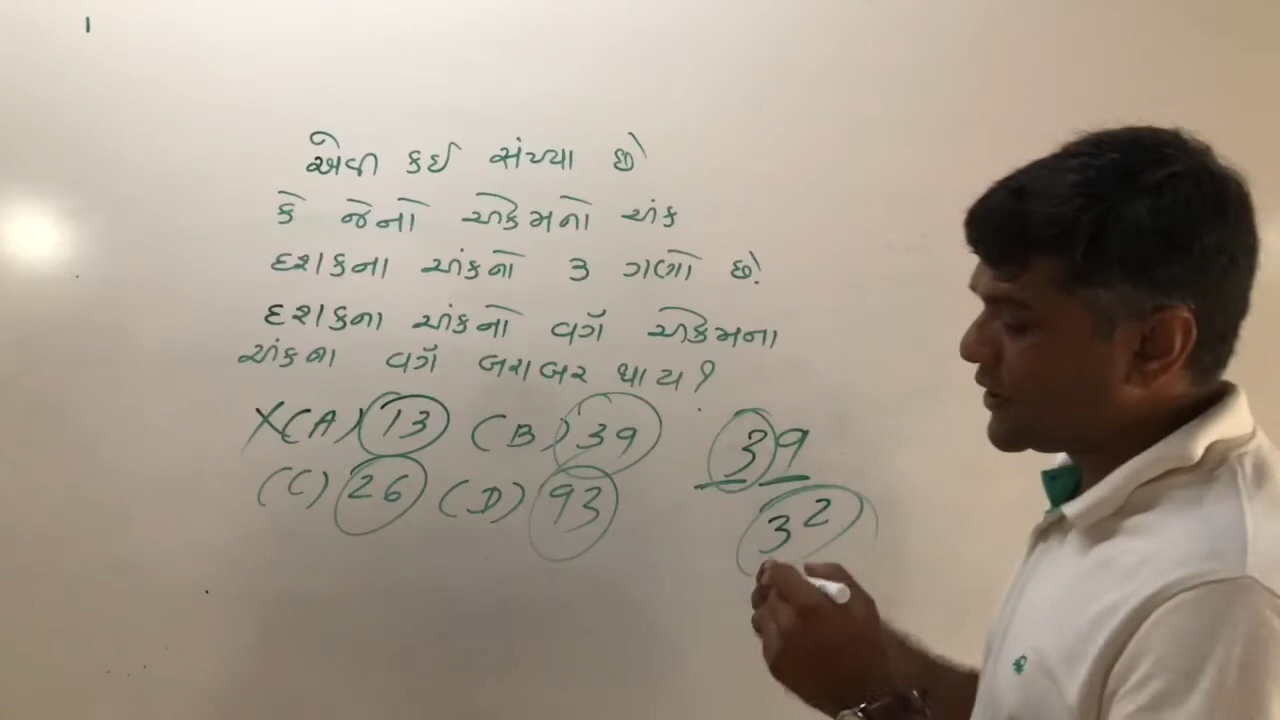 એવી કઈ સંખ્યા છે
કે જેનો એકમનો અંક
દશકના અંકનો 3 ગણો છે.
દશકના અંકનો વર્ગ એકમના
અંકના વર્ગ બરાબર થાય?
X(A) 13 (B) 39
(C) 26 (D) 93
39
3²